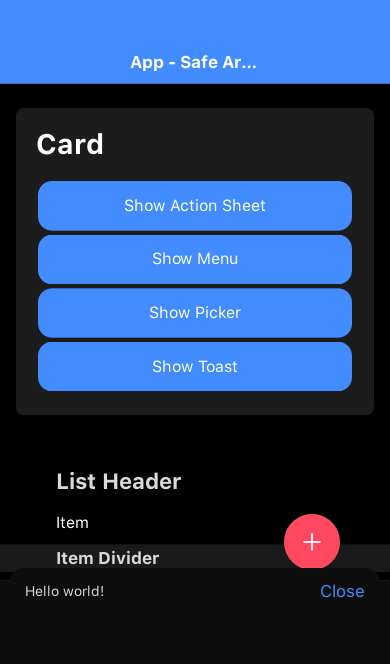 App - Safe Ar...
Card
Show Action Sheet
Show Menu
Show Picker
Show Toast
List Header
Item
Item Divider
Hello world!
Close